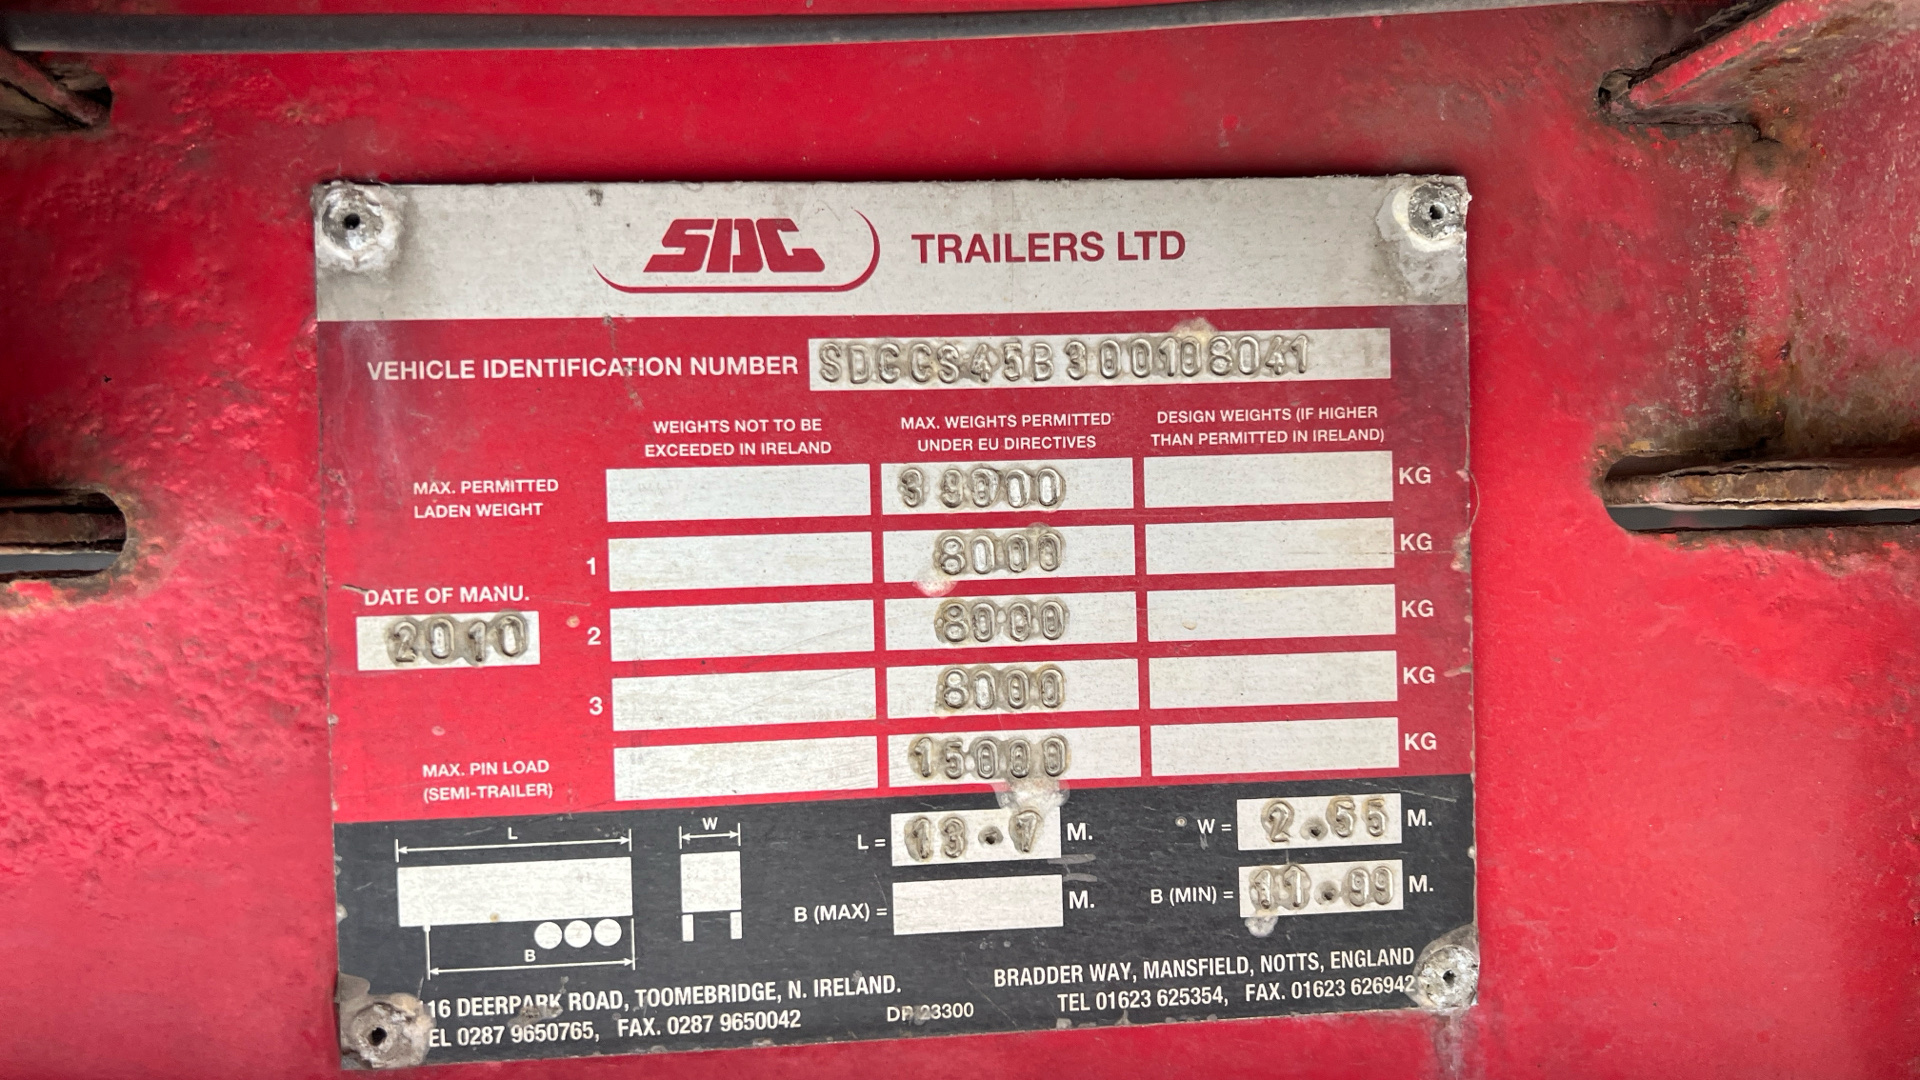 SDC TRAILERS LTD
VEHICLE IDENTIFICATION NUMBER SDCCS45B300108041
WEIGHTS NOT TO BE EXCEEDED IN IRELAND
MAX. WEIGHTS PERMITTED UNDER EU DIRECTIVES
DESIGN WEIGHTS (IF HIGHER THAN PERMITTED IN IRELAND)
MAX. PERMITTED LADEN WEIGHT 39000 KG
1 8000 KG
DATE OF MANU.
2010
2 8000 KG
3 8000 KG
MAX. PIN LOAD (SEMI-TRAILER) 15000 KG
L W
L = 13.7 M. W = 2.55 M.
B (MAX) = M. B (MIN) = 11.99 M.
B
16 DEERPARK ROAD, TOOMEBRIDGE, N. IRELAND.
EL 0287 9650765, FAX. 0287 9650042
DP 23300
BRADDER WAY, MANSFIELD, NOTTS, ENGLAND
TEL 01623 625354, FAX. 01623 626942